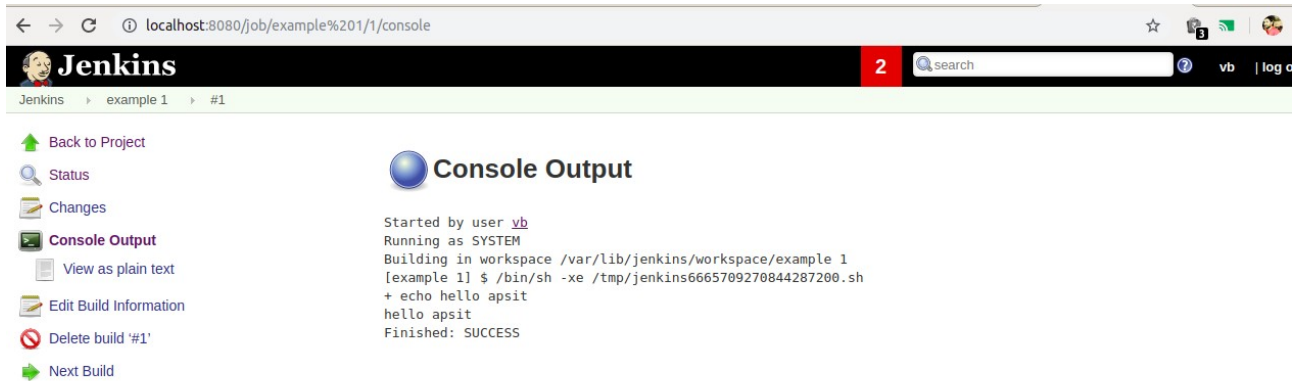 localhost:8080/job/example%201/1/console
3
Jenkins
2
search
vb
| log o
Jenkins
example 1
#1
Back to Project
Status
Changes
Console Output
View as plain text
Edit Build Information
Delete build ‘#1’
Next Build
Console Output
Started by user vb
Running as SYSTEM
Building in workspace /var/lib/jenkins/workspace/example 1
[example 1] $ /bin/sh -xe /tmp/jenkins6665709270844287200.sh
+ echo hello apsit
hello apsit
Finished: SUCCESS